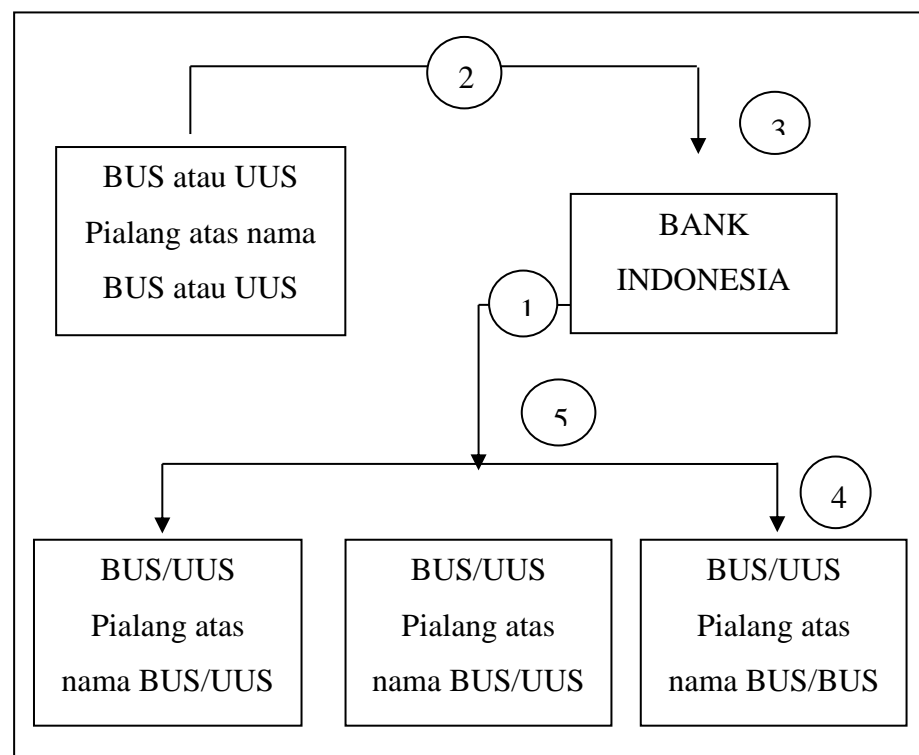 2
3
BUS atau UUS
Pialang atas nama
BUS atau UUS
BANK
INDONESIA
1
5
4
BUS/UUS
Pialang atas
nama BUS/UUS
BUS/UUS
Pialang atas
nama BUS/UUS
BUS/UUS
Pialang atas
nama BUS/BUS